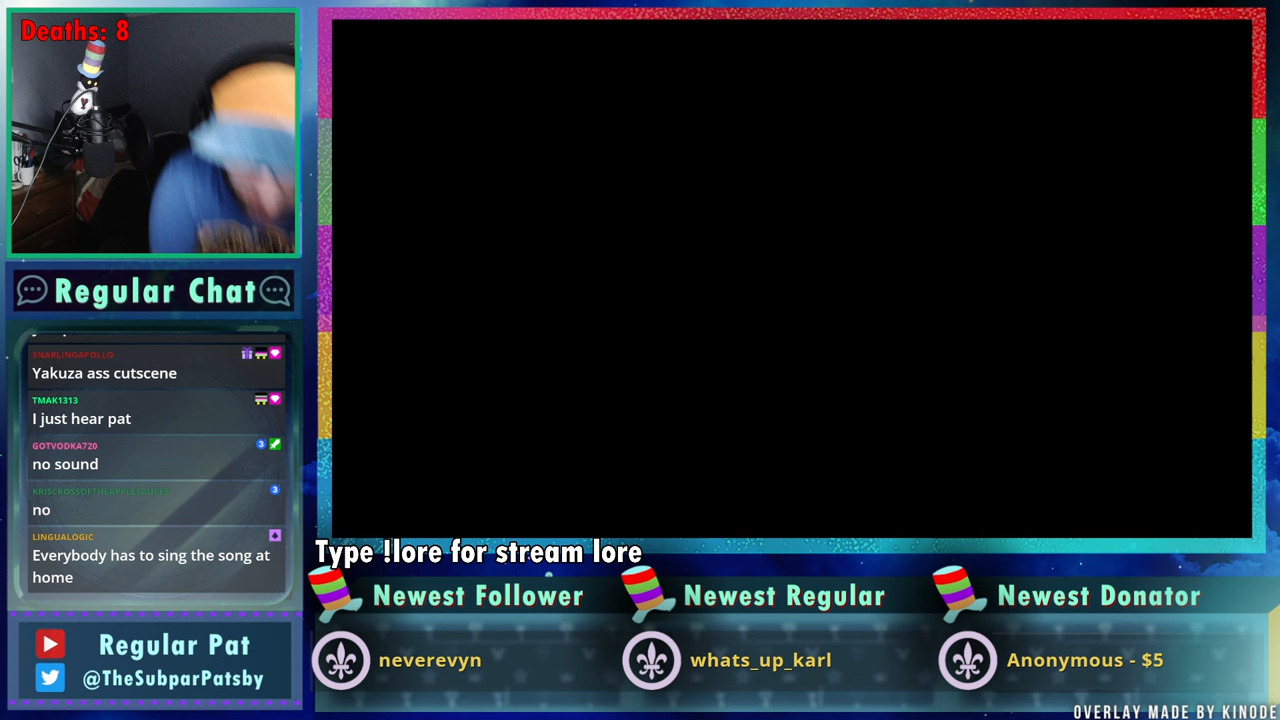 Deaths: 8
Regular Chat
SNARLINGAPOLLO
Yakuza ass cutscene
TMAK1313
I just hear pat
GOTVODKA720
3
no sound
3
no
LINGUALOGIC
Everybody has to sing the song at
home
Regular Pat
@TheSubparPatsby
Type !lore for stream lore
Newest Follower
neverevyn
Newest Regular
whats_up_karl
Newest Donator
Anonymous - $5
OVERLAY MADE BY KINODE